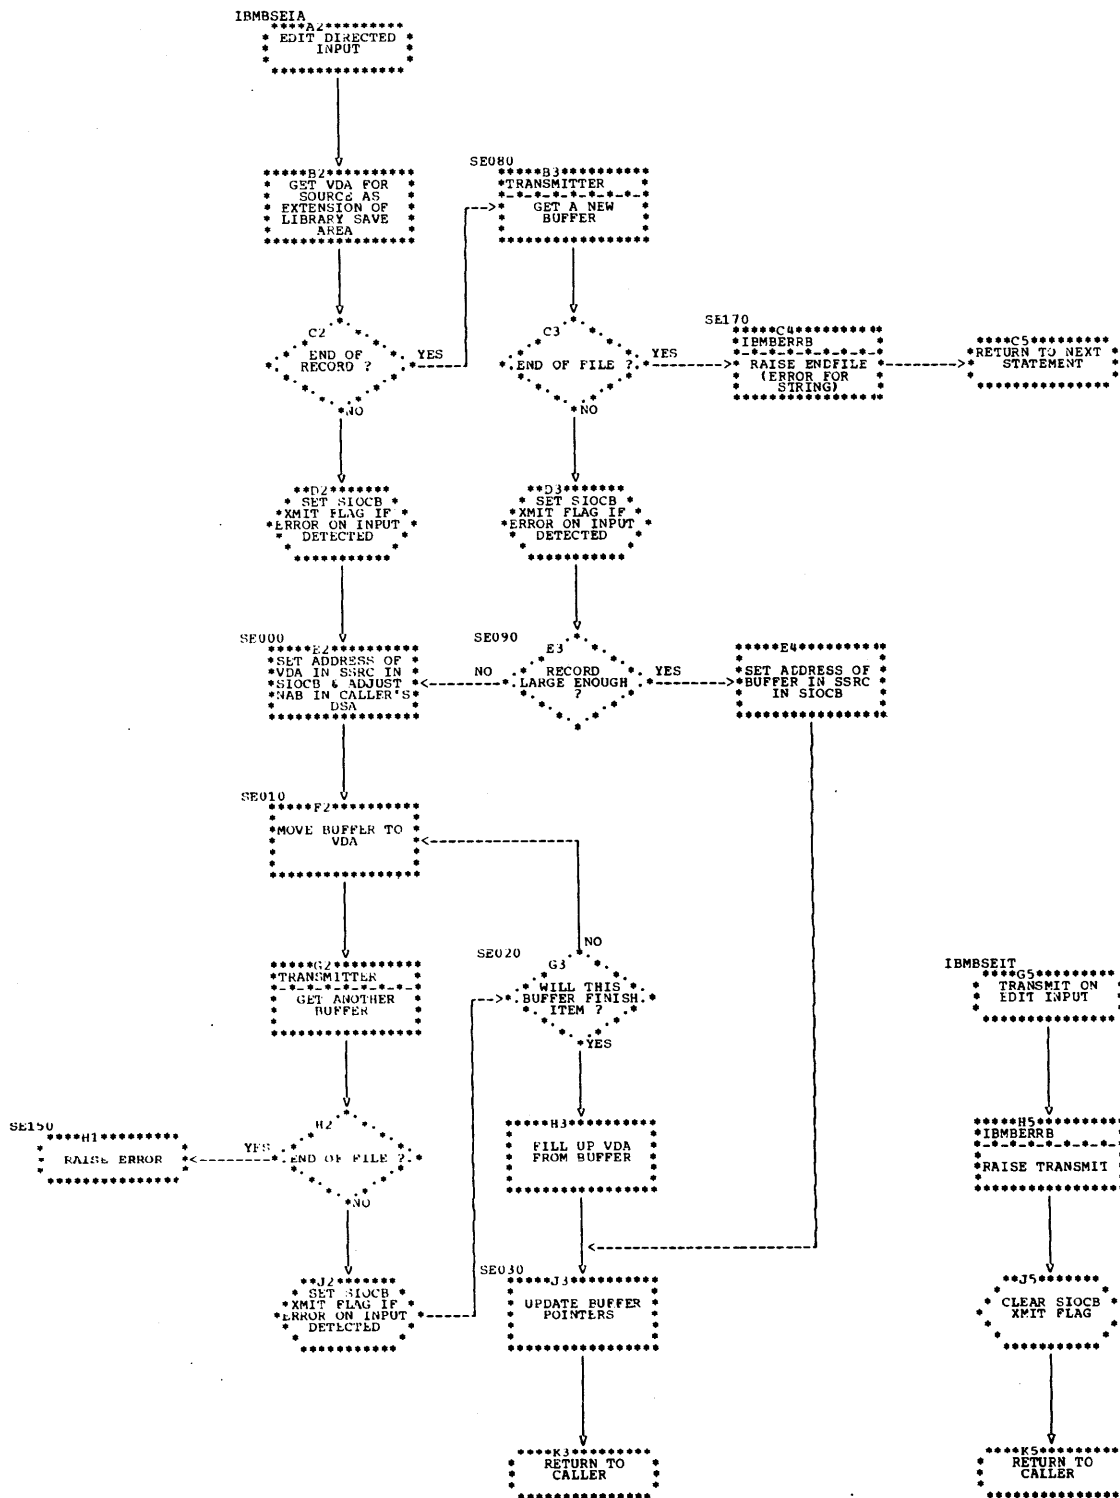 IBMBSEIA
A2
EDIT DIRECTED
INPUT
B2
GET VDA FOR
SOURCE AS
EXTENSION OF
LIBRARY SAVE
AREA
SE080
B3
TRANSMITTER
GET A NEW
BUFFER
C2
END OF
RECORD ?
YES
NO
C3
END OF FILE ?
YES
NO
SE170
C4
IBMBERRB
RAISE ENDFILE
(ERROR FOR
STRING)
C5
RETURN TO NEXT
STATEMENT
D2
SET SIOCB
XMIT FLAG IF
ERROR ON INPUT
DETECTED
D3
SET SIOCB
XMIT FLAG IF
ERROR ON INPUT
DETECTED
SE000
E2
SET ADDRESS OF
VDA IN SSRC IN
SIOCB & ADJUST
NAB IN CALLER'S
DSA
SE090
E3
RECORD
LARGE ENOUGH
?
NO
YES
E4
SET ADDRESS OF
BUFFER IN SSRC
IN SIOCB
SE010
F2
MOVE BUFFER TO
VDA
G2
TRANSMITTER
GET ANOTHER
BUFFER
SE020
NO
G3
WILL THIS
BUFFER FINISH
ITEM ?
YES
IBMBSEIT
G5
TRANSMIT ON
EDIT INPUT
SE150
H1
RAISE ERROR
YES
H2
END OF FILE ?
NO
H3
FILL UP VDA
FROM BUFFER
H5
IBMBERRB
RAISE TRANSMIT
J2
SET SIOCB
XMIT FLAG IF
ERROR ON INPUT
DETECTED
SE030
J3
UPDATE BUFFER
POINTERS
J5
CLEAR SIOCB
XMIT FLAG
K3
RETURN TO
CALLER
K5
RETURN TO
CALLER